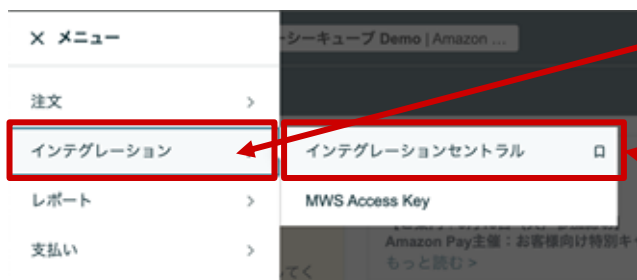 × メニュー
ーシーキューブ Demo | Amazon ...
注文
インテグレーション
インテグレーションセントラル
レポート
MWS Access Key
支払い
Amazon Pay主催：お客様向け特別キ
もっと読む >
てく